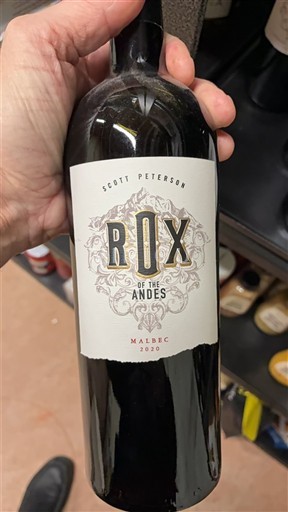 SCOTT PETERSON
ROX
OF THE
ANDES
MALBEC
2020